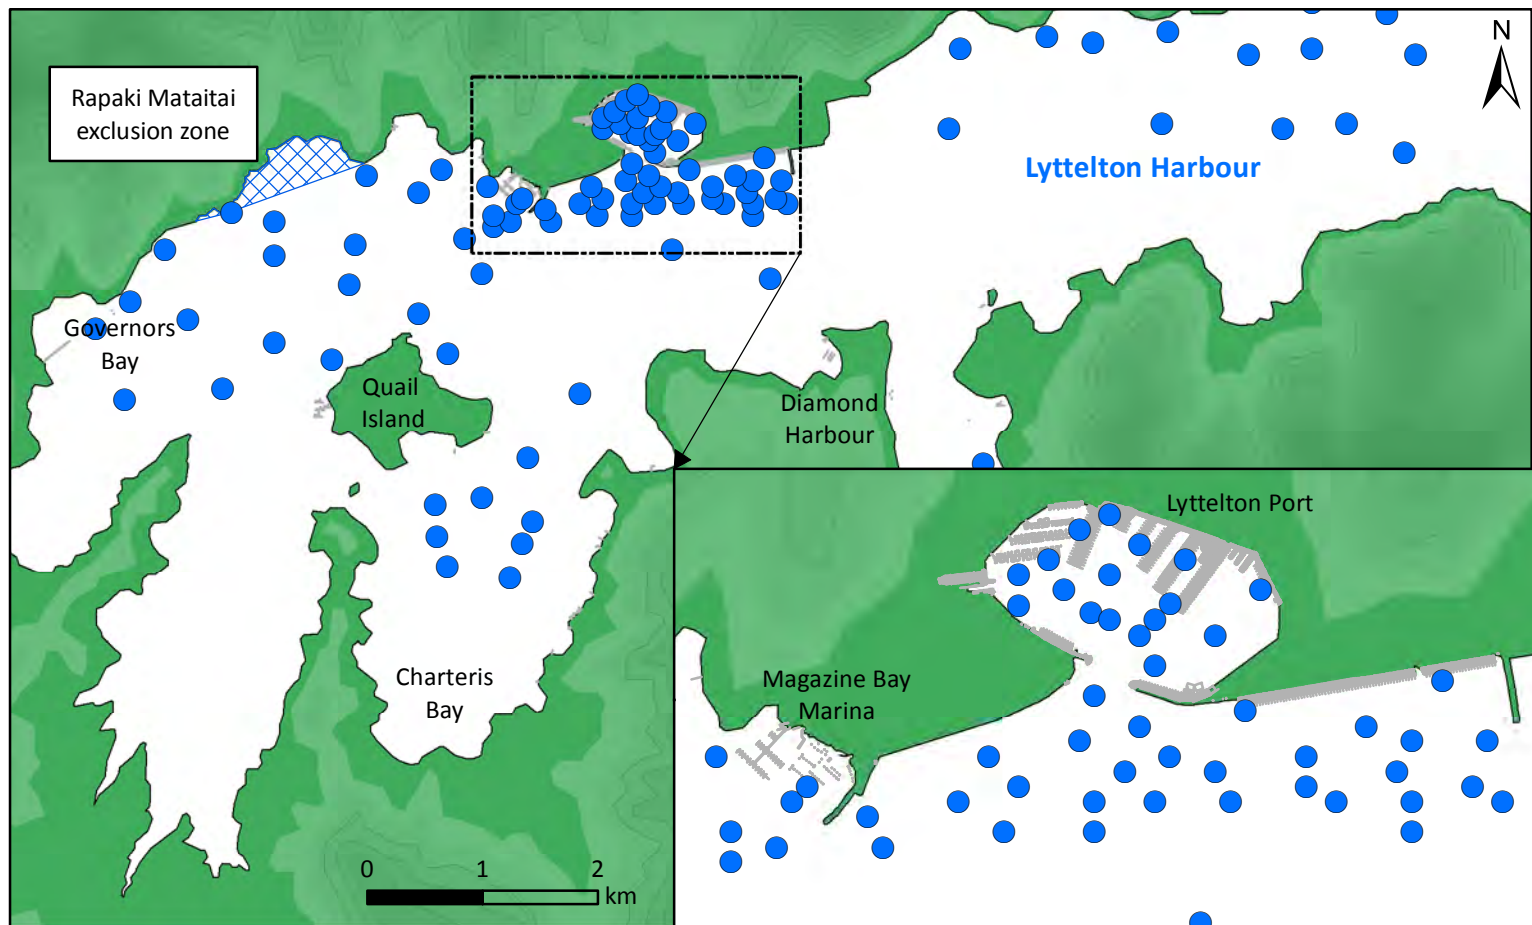 Rapaki Mataitai
exclusion zone
N
Lyttelton Harbour
Governors
Bay
Quail
Island
Diamond
Harbour
Charteris
Bay
0 1 2
km
Lyttelton Port
Magazine Bay
Marina